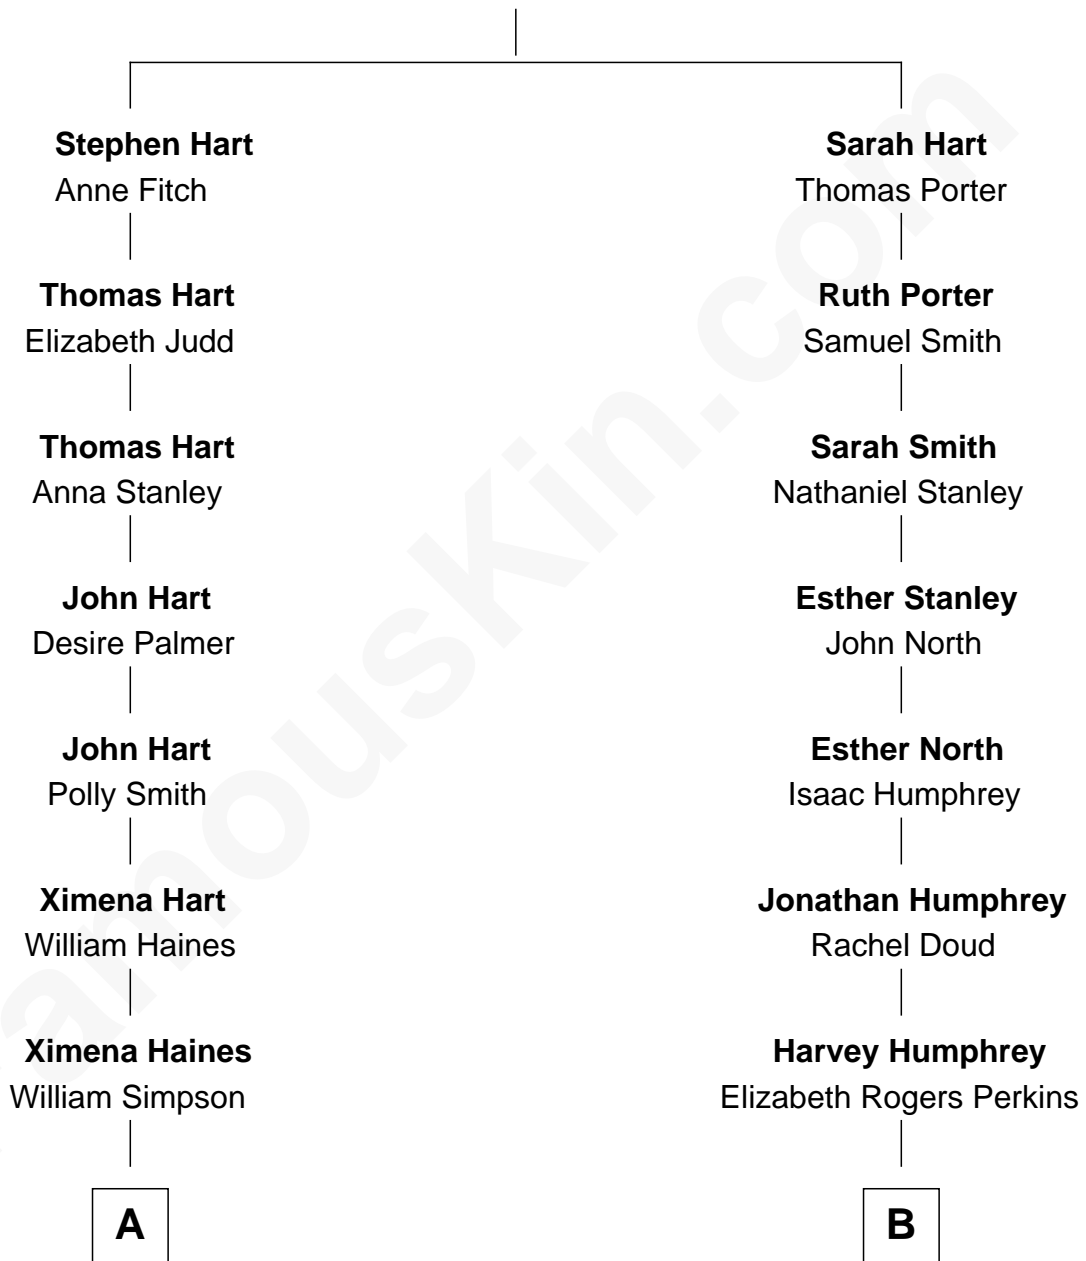 Stephen Hart
Anne Fitch
Thomas Hart
Elizabeth Judd
Thomas Hart
Anna Stanley
John Hart
Desire Palmer
John Hart
Polly Smith
Ximena Hart
William Haines
Ximena Haines
William Simpson
A
Sarah Hart
Thomas Porter
Ruth Porter
Samuel Smith
Sarah Smith
Nathaniel Stanley
Esther Stanley
John North
Esther North
Isaac Humphrey
Jonathan Humphrey
Rachel Doud
Harvey Humphrey
Elizabeth Rogers Perkins
B
amousKin.com